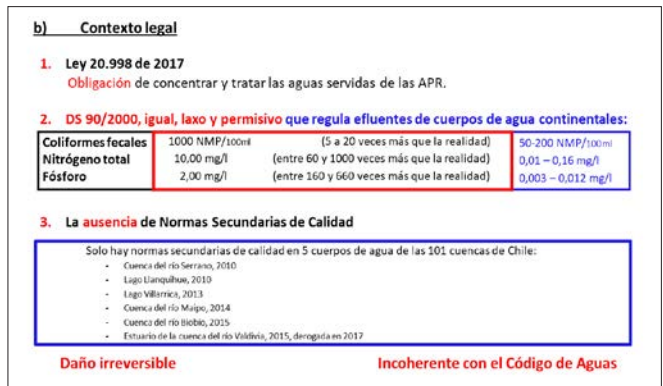 b) Contexto legal
1. Ley 20.998 de 2017
Obligación de concentrar y tratar las aguas servidas de las APR.
2. DS 90/2000, igual, laxo y permisivo que regula efluentes de cuerpos de agua continentales:
Coliformes fecales 1000 NMP/100ml (5 a 20 veces más que la realidad) 50-200 NMP/100ml
Nitrógeno total 10,00 mg/l (entre 60 y 1000 veces más que la realidad) 0,01 – 0,16 mg/l
Fósforo 2,00 mg/l (entre 160 y 660 veces más que la realidad) 0,003 – 0,012 mg/l
3. La ausencia de Normas Secundarias de Calidad
Solo hay normas secundarias de calidad en 5 cuerpos de agua de las 101 cuencas de Chile:
- Cuenca del río Serrano, 2010
- Lago Llanquihue, 2010
- Lago Villarrica, 2013
- Cuenca del río Maipo, 2014
- Cuenca del río Biobío, 2015
- Estuario de la cuenca del río Valdivia, 2015, derogada en 2017
Daño irreversible Incoherente con el Código de Aguas